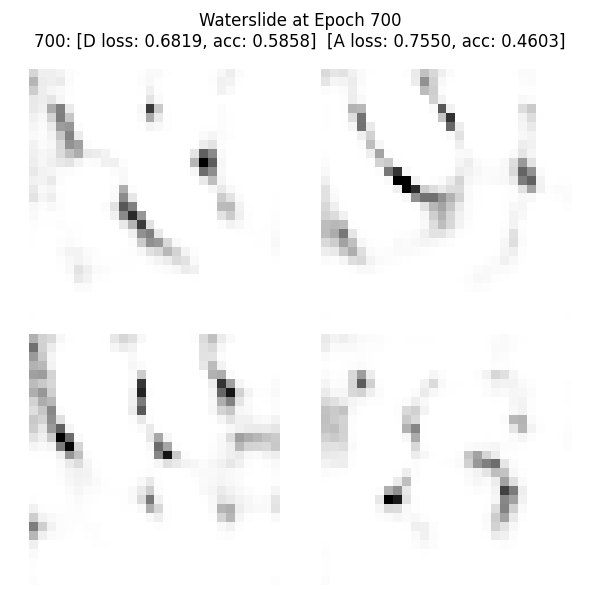 Waterslide at Epoch 700
700: [D loss: 0.6819, acc: 0.5858]  [A loss: 0.7550, acc: 0.4603]